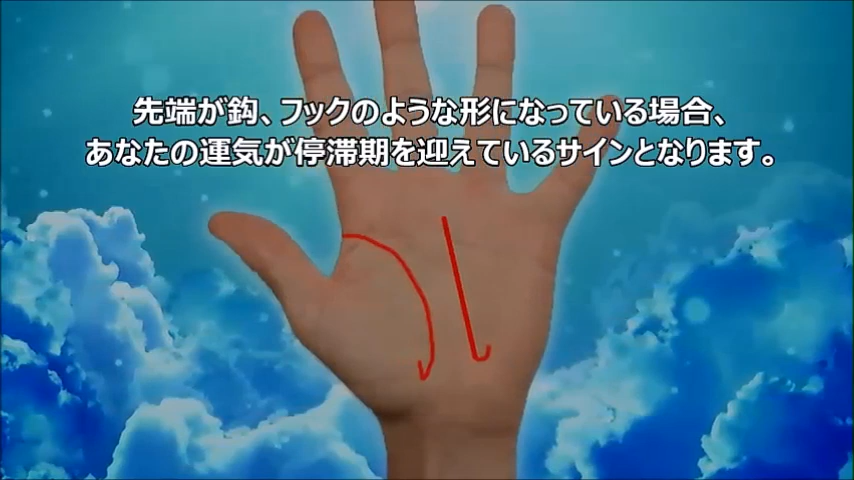 先端が鈎、フックのような形になっている場合、
あなたの運気が停滞期を迎えているサインとなります。